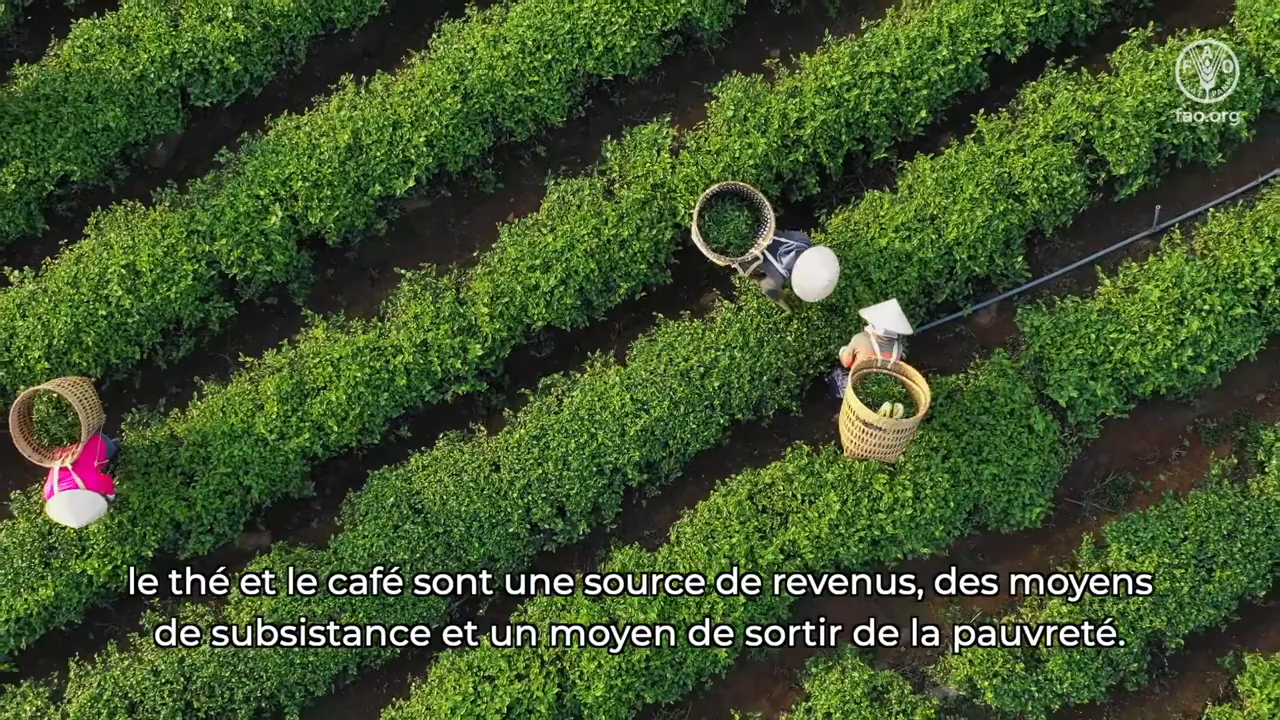 FAO
fao.org
le thé et le café sont une source de revenus, des moyens
de subsistance et un moyen de sortir de la pauvreté.